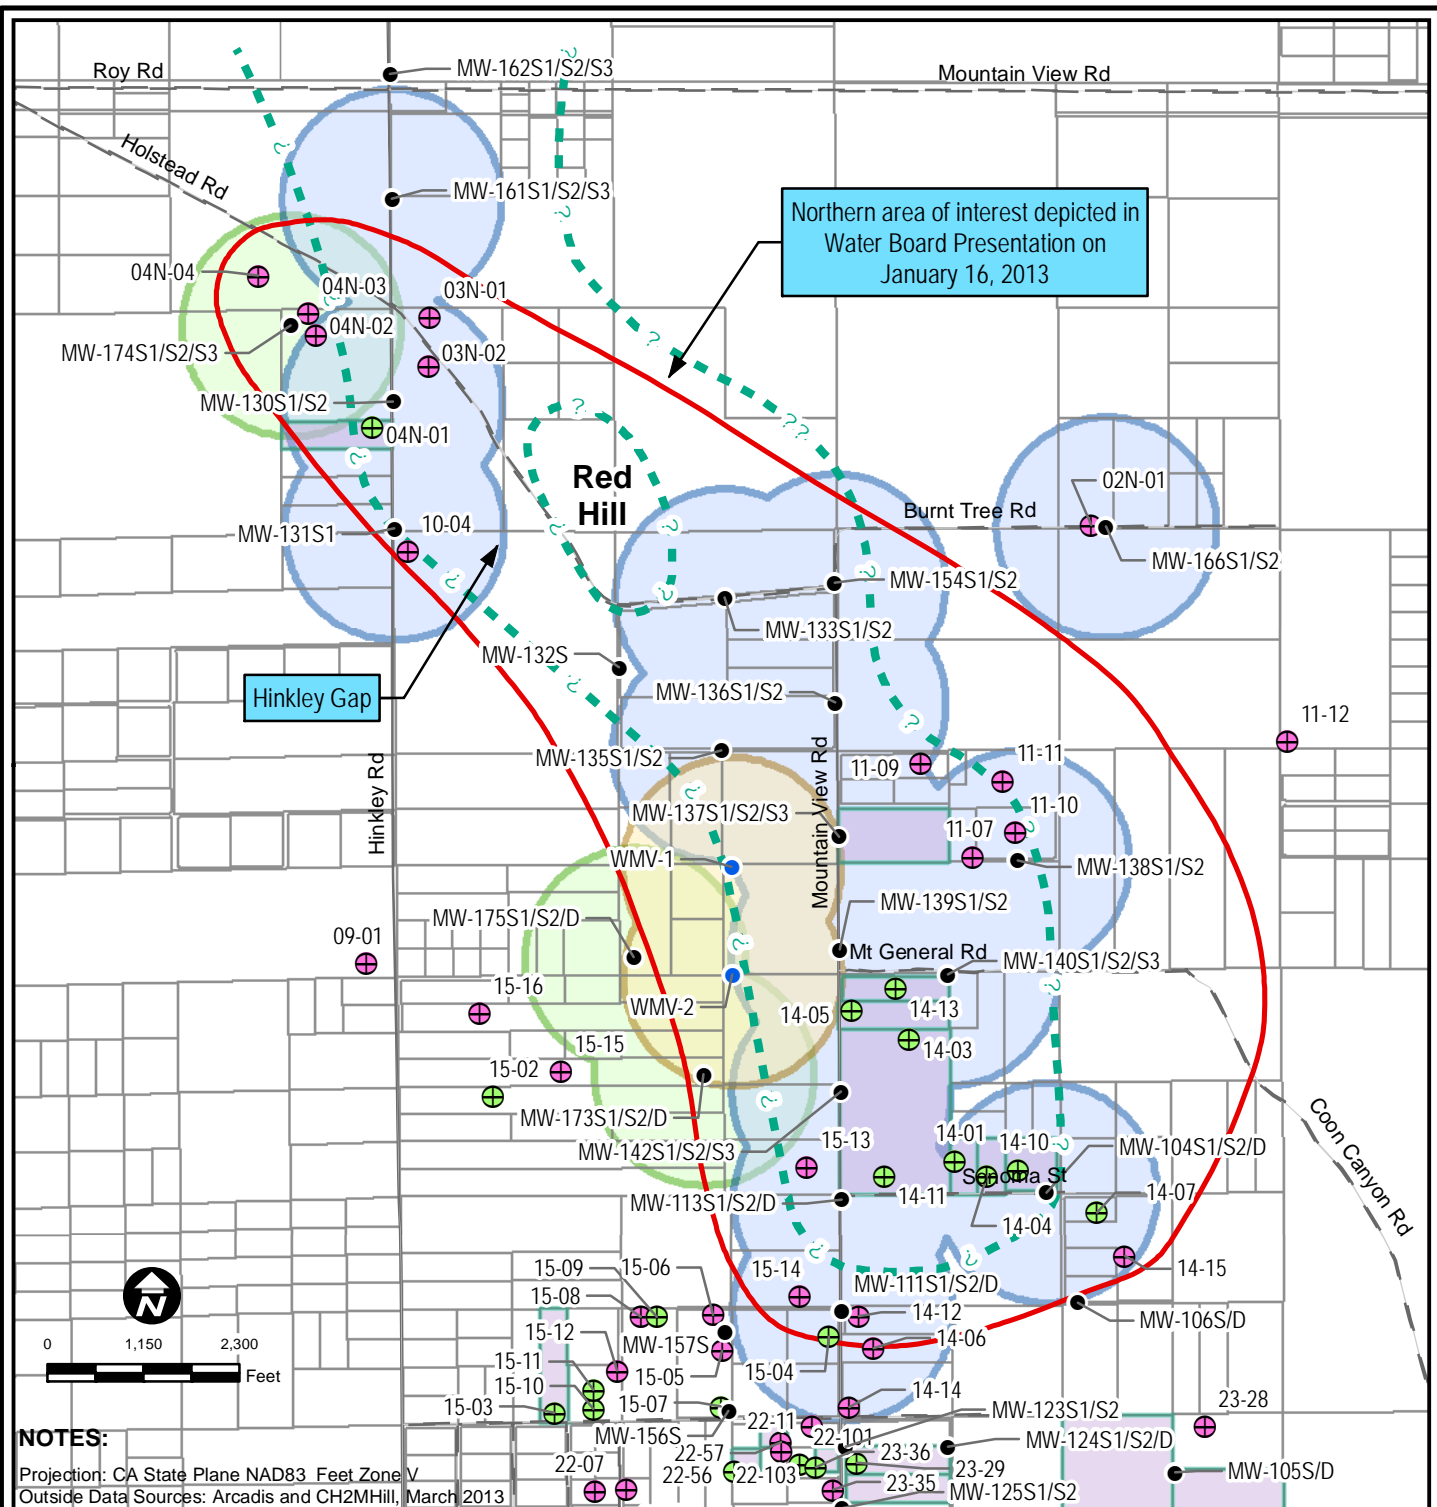 MW-162S1/S2/S3
Roy Rd
Mountain View Rd
Holstead Rd
MW-161S1/S2/S3
Northern area of interest depicted in
Water Board Presentation on
January 16, 2013
04N-04
04N-03
03N-01
04N-02
MW-174S1/S2/S3
03N-02
MW-130S1/S2
04N-01
Red
Hill
02N-01
Burnt Tree Rd
MW-131S1
10-04
MW-166S1/S2
MW-154S1/S2
MW-133S1/S2
MW-132S
MW-136S1/S2
Hinkley Gap
11-12
MW-135S1/S2
11-09
11-11
Hinkley Rd
Mountain View Rd
MW-137S1/S2/S3
11-10
11-07
WMV-1
MW-138S1/S2
MW-139S1/S2
MW-175S1/S2/D
09-01
Mt General Rd
MW-140S1/S2/S3
15-16
WMV-2
14-05
14-13
15-15
14-03
15-02
MW-173S1/S2/D
Coon Canyon Rd
MW-142S1/S2/S3
15-13
14-01
14-10
MW-104S1/S2/D
Sonoma St
14-07
MW-113S1/S2/D
14-11
14-04
15-09
15-06
15-14
MW-111S1/S2/D
14-15
15-08
14-12
MW-106S/D
N
15-12
MW-157S
14-06
0 1,150 2,300
Feet
15-11
15-05
15-04
15-10
14-14
15-03
15-07
22-11
MW-123S1/S2
23-28
NOTES:
MW-156S
22-101
MW-124S1/S2/D
22-57
23-36
Projection: CA State Plane NAD83 Feet Zone V
22-07
22-56
22-103
23-29
MW-105S/D
Outside Data Sources: Arcadis and CH2MHill, March 2013
23-35
MW-125S1/S2
? ? ? ? ? ? ? ? ? ? ? ? ? ? ? ? ? ? ? ? ? ? ? ? ? ?